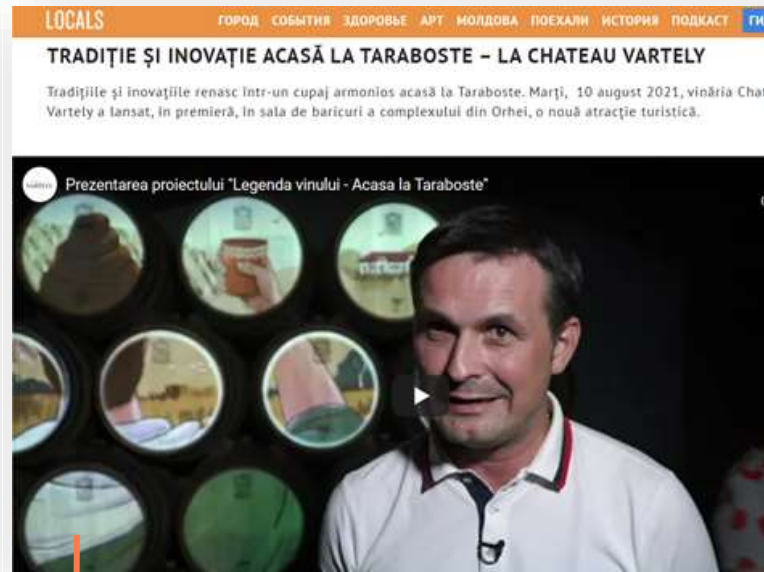 LOCALS
ГОРОД СОБЫТИЯ ЗДОРОВЬЕ АРТ МОЛДОВА ПОЕХАЛИ ИСТОРИЯ ПОДКАСТ ГИ
TRADIȚIE ȘI INOVAȚIE ACASĂ LA TARABOSTE – LA CHATEAU VARTELY
Tradițiile și inovațiile renasc într-un cupaj armonios acasă la Taraboste. Marți, 10 august 2021, vinăria Cha
Vartely a lansat, în premieră, în sala de baricuri a complexului din Orhei, o nouă atracție turistică.
Prezentarea proiectului "Legenda vinului - Acasa la Taraboste"